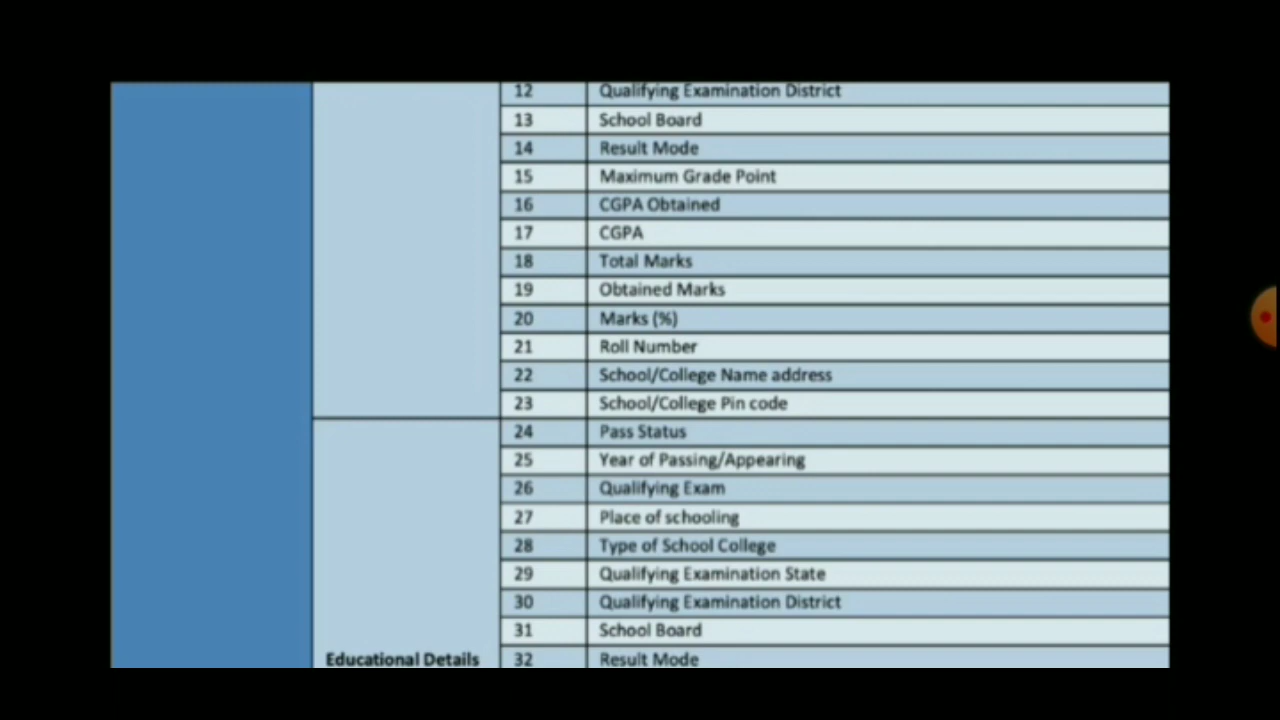 12 Qualifying Examination District
13 School Board
14 Result Mode
15 Maximum Grade Point
16 CGPA Obtained
17 CGPA
18 Total Marks
19 Obtained Marks
20 Marks (%)
21 Roll Number
22 School/College Name address
23 School/College Pin code
24 Pass Status
25 Year of Passing/Appearing
26 Qualifying Exam
27 Place of schooling
28 Type of School College
29 Qualifying Examination State
30 Qualifying Examination District
31 School Board
Educational Details 32 Result Mode